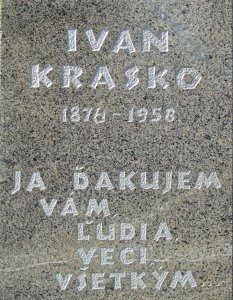 IVAN
KRASKO
1876-1958
JA ĎAKUJEM
VÁM
ĽUDIA,
VECI
VŠETKÝM...